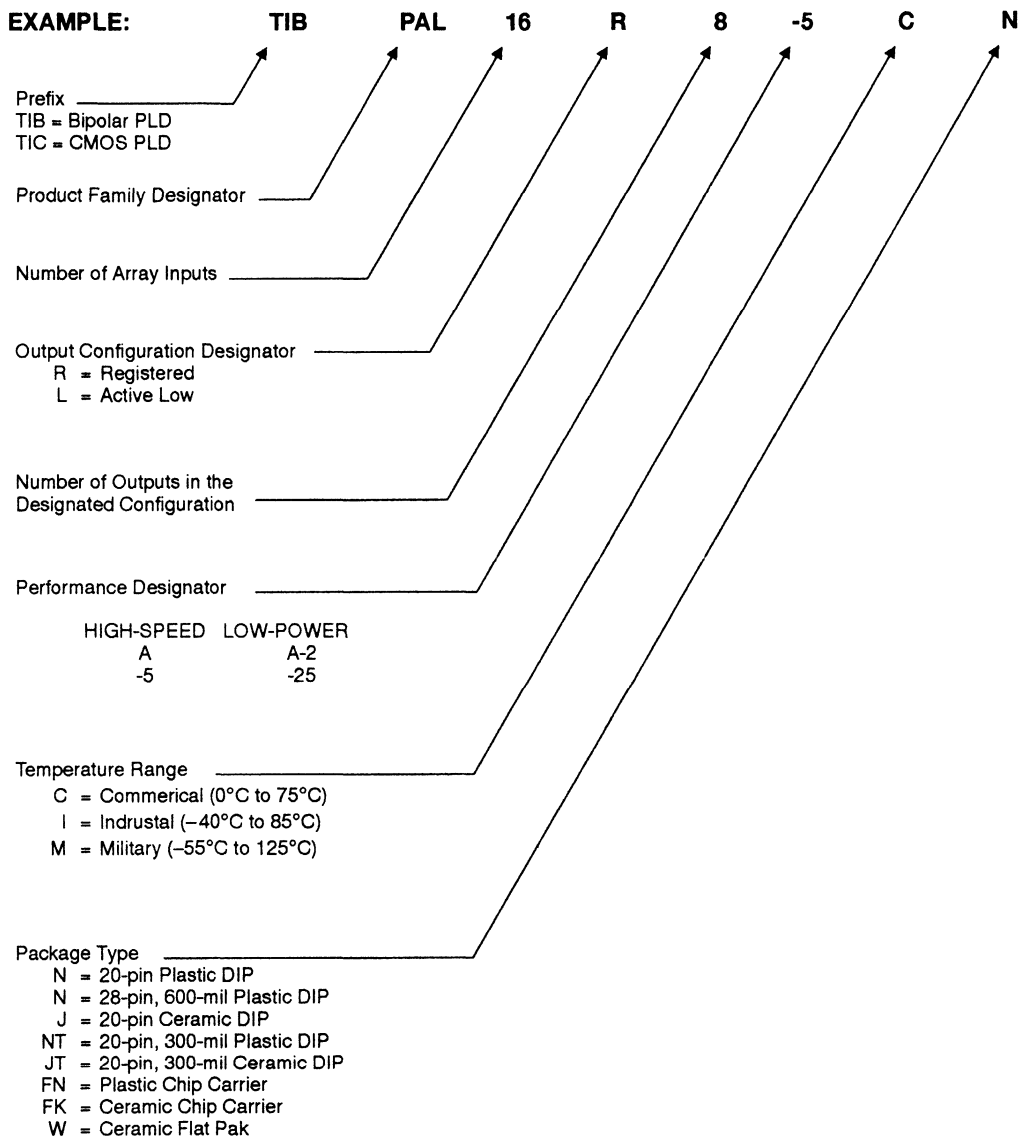 EXAMPLE: TIB PAL 16 R 8 -5 C N
Prefix
TIB = Bipolar PLD
TIC = CMOS PLD
Product Family Designator
Number of Array Inputs
Output Configuration Designator
R = Registered
L = Active Low
Number of Outputs in the
Designated Configuration
Performance Designator
HIGH-SPEED LOW-POWER
A A-2
-5 -25
Temperature Range
C = Commerical (0°C to 75°C)
I = Indrustal (–40°C to 85°C)
M = Military (–55°C to 125°C)
Package Type
N = 20-pin Plastic DIP
N = 28-pin, 600-mil Plastic DIP
J = 20-pin Ceramic DIP
NT = 20-pin, 300-mil Plastic DIP
JT = 20-pin, 300-mil Ceramic DIP
FN = Plastic Chip Carrier
FK = Ceramic Chip Carrier
W = Ceramic Flat Pak